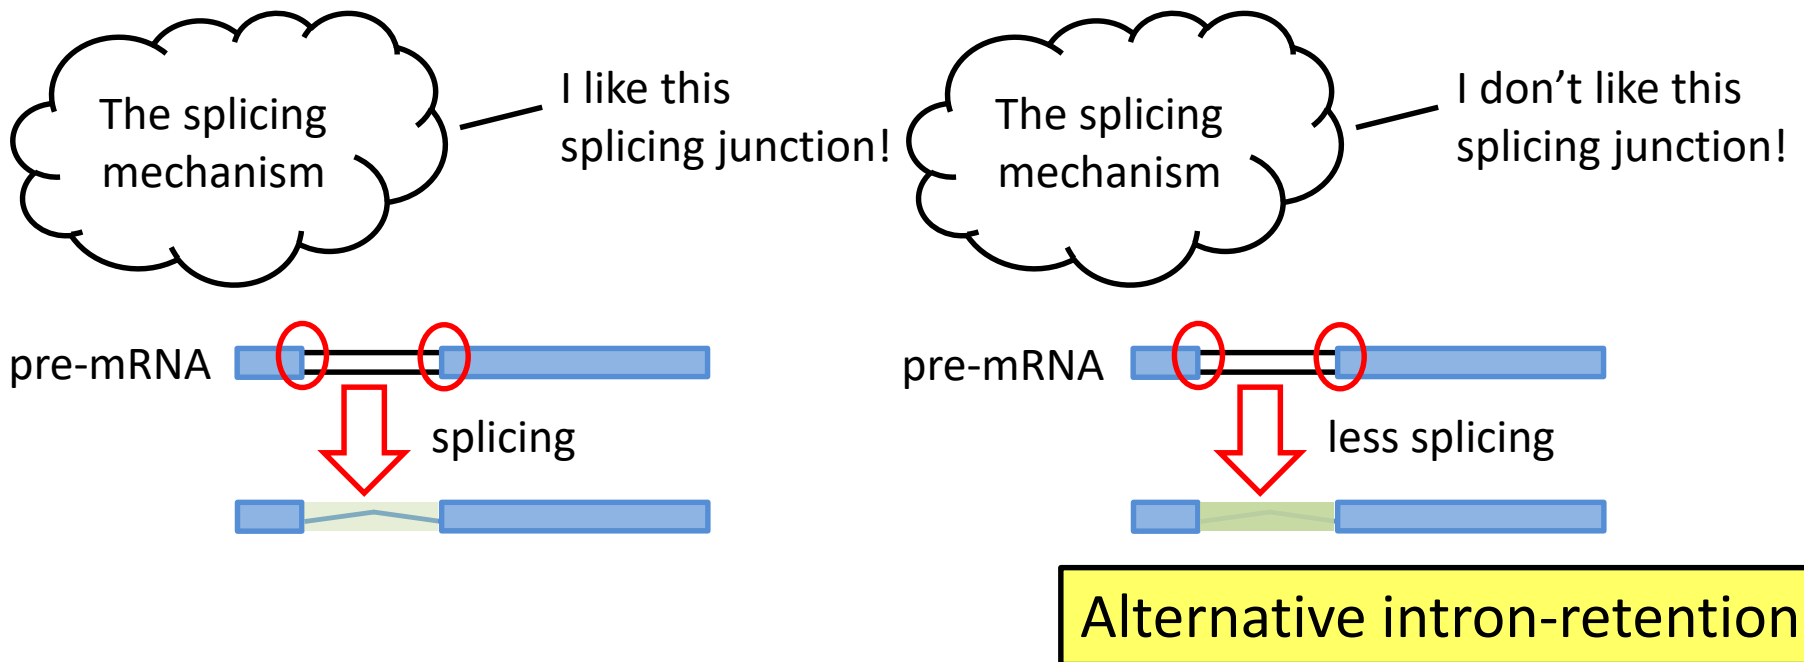 The splicing
mechanism
I like this
splicing junction!
pre-mRNA
splicing
The splicing
mechanism
I don’t like this
splicing junction!
pre-mRNA
less splicing
Alternative intron-retention